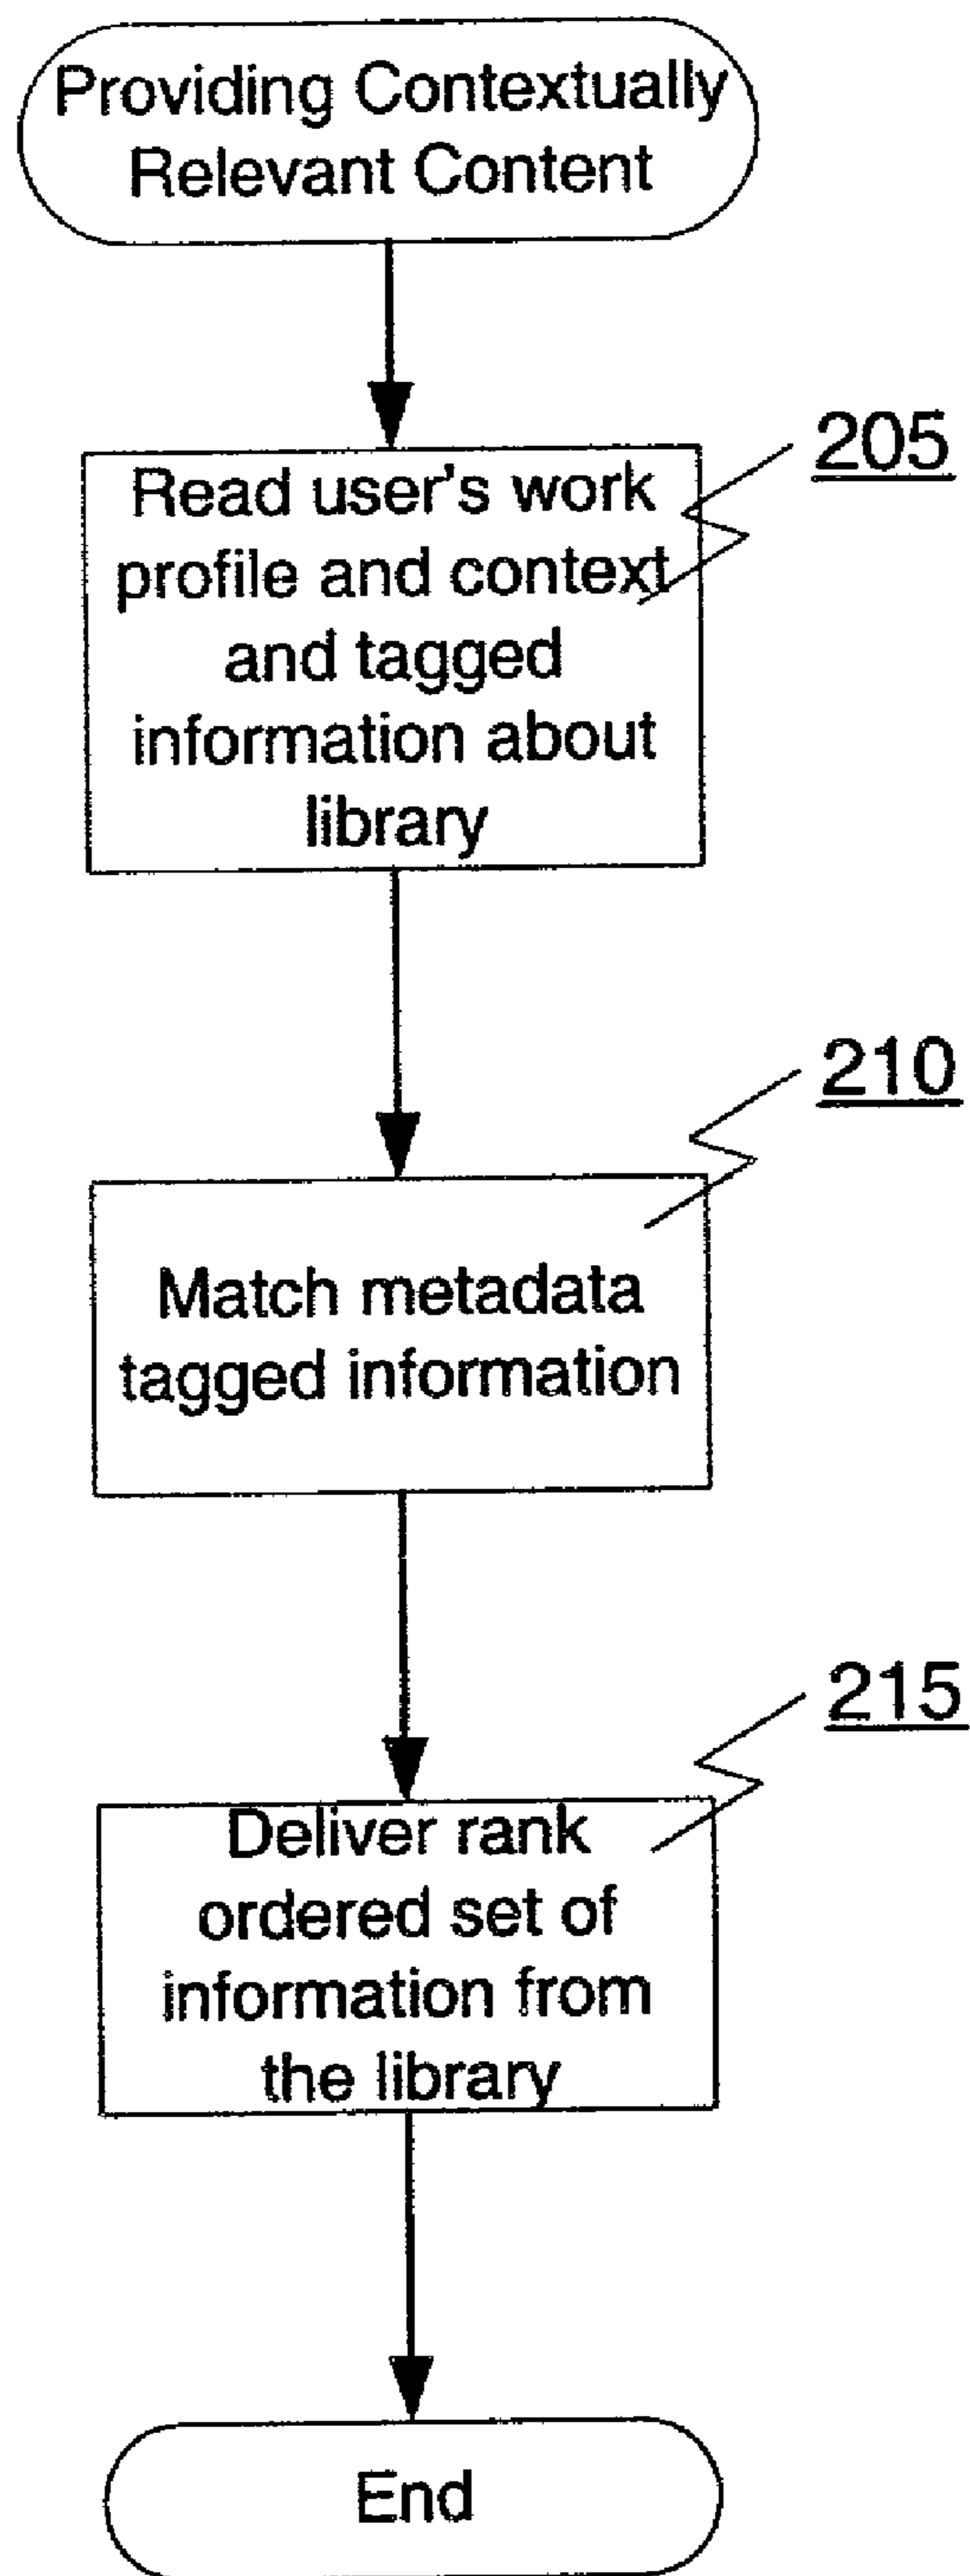 Providing Contextually
Relevant Content
205
Read user's work
profile and context
and tagged
information about
library
210
Match metadata
tagged information
215
Deliver rank
ordered set of
information from
the library
End